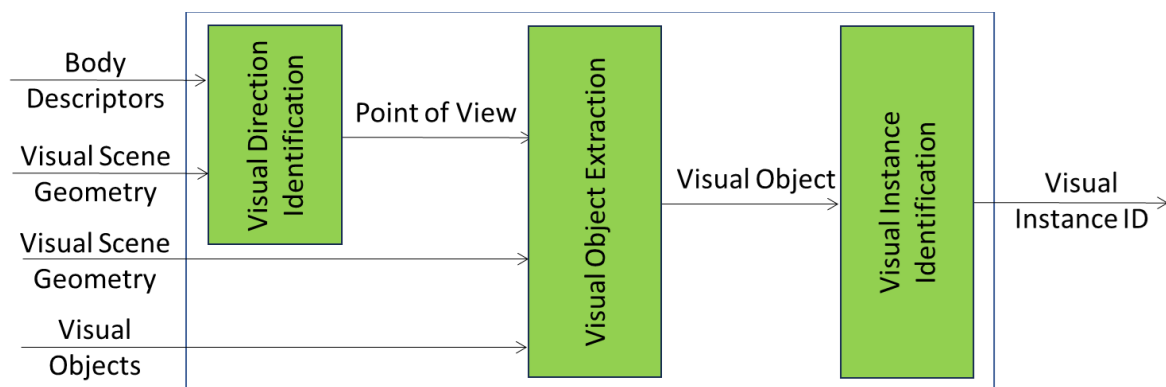 Body
Descriptors
Visual Scene
Geometry
Visual Scene
Geometry
Visual
Objects
Visual Direction
Identification
Point of View
Visual Object Extraction
Visual Object
Visual Instance
Identification
Visual
Instance ID